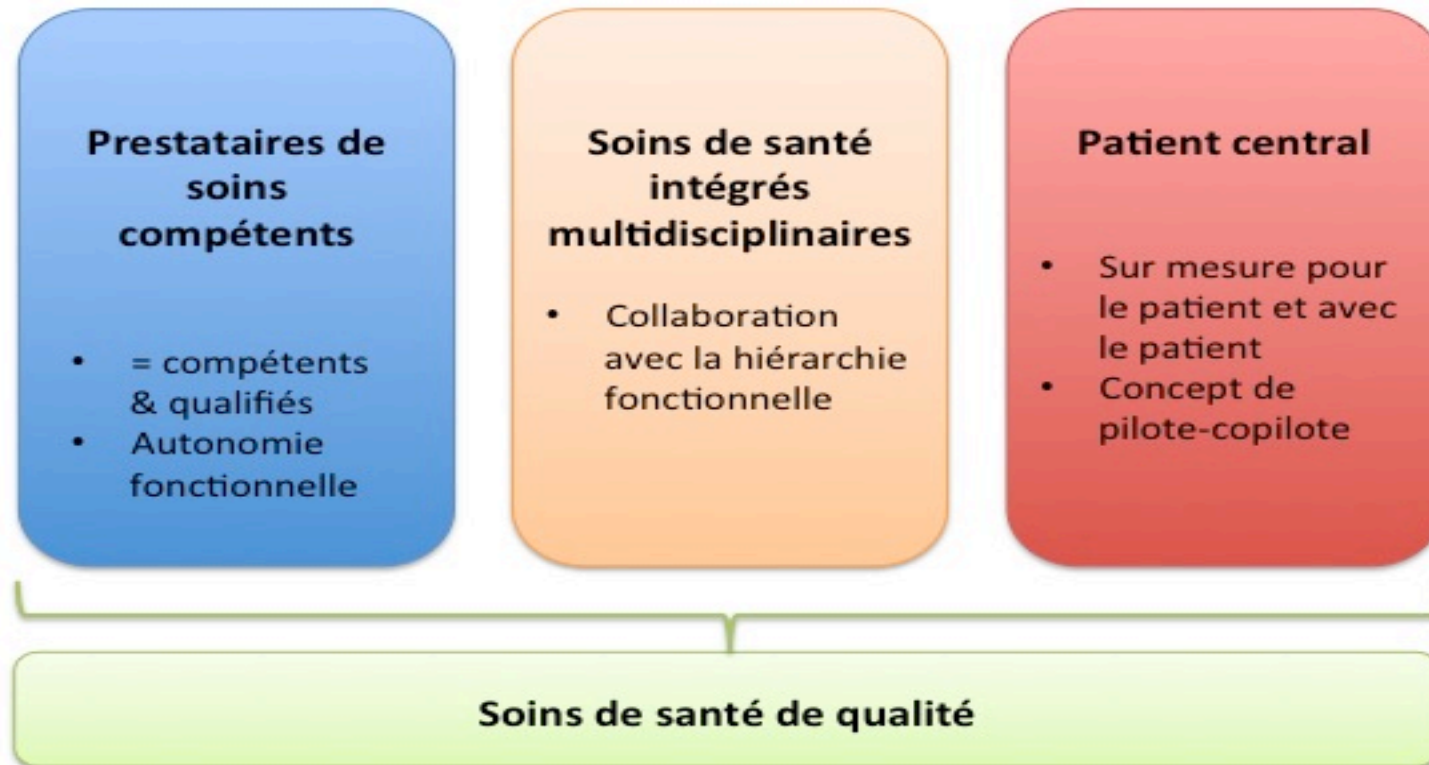 Prestataires de
soins
compétents
• = compétents
& qualifiés
• Autonomie
fonctionnelle
Soins de santé
intégrés
multidisciplinaires
• Collaboration
avec la hiérarchie
fonctionnelle
Patient central
• Sur mesure pour
le patient et avec
le patient
• Concept de
pilote-copilote
Soins de santé de qualité